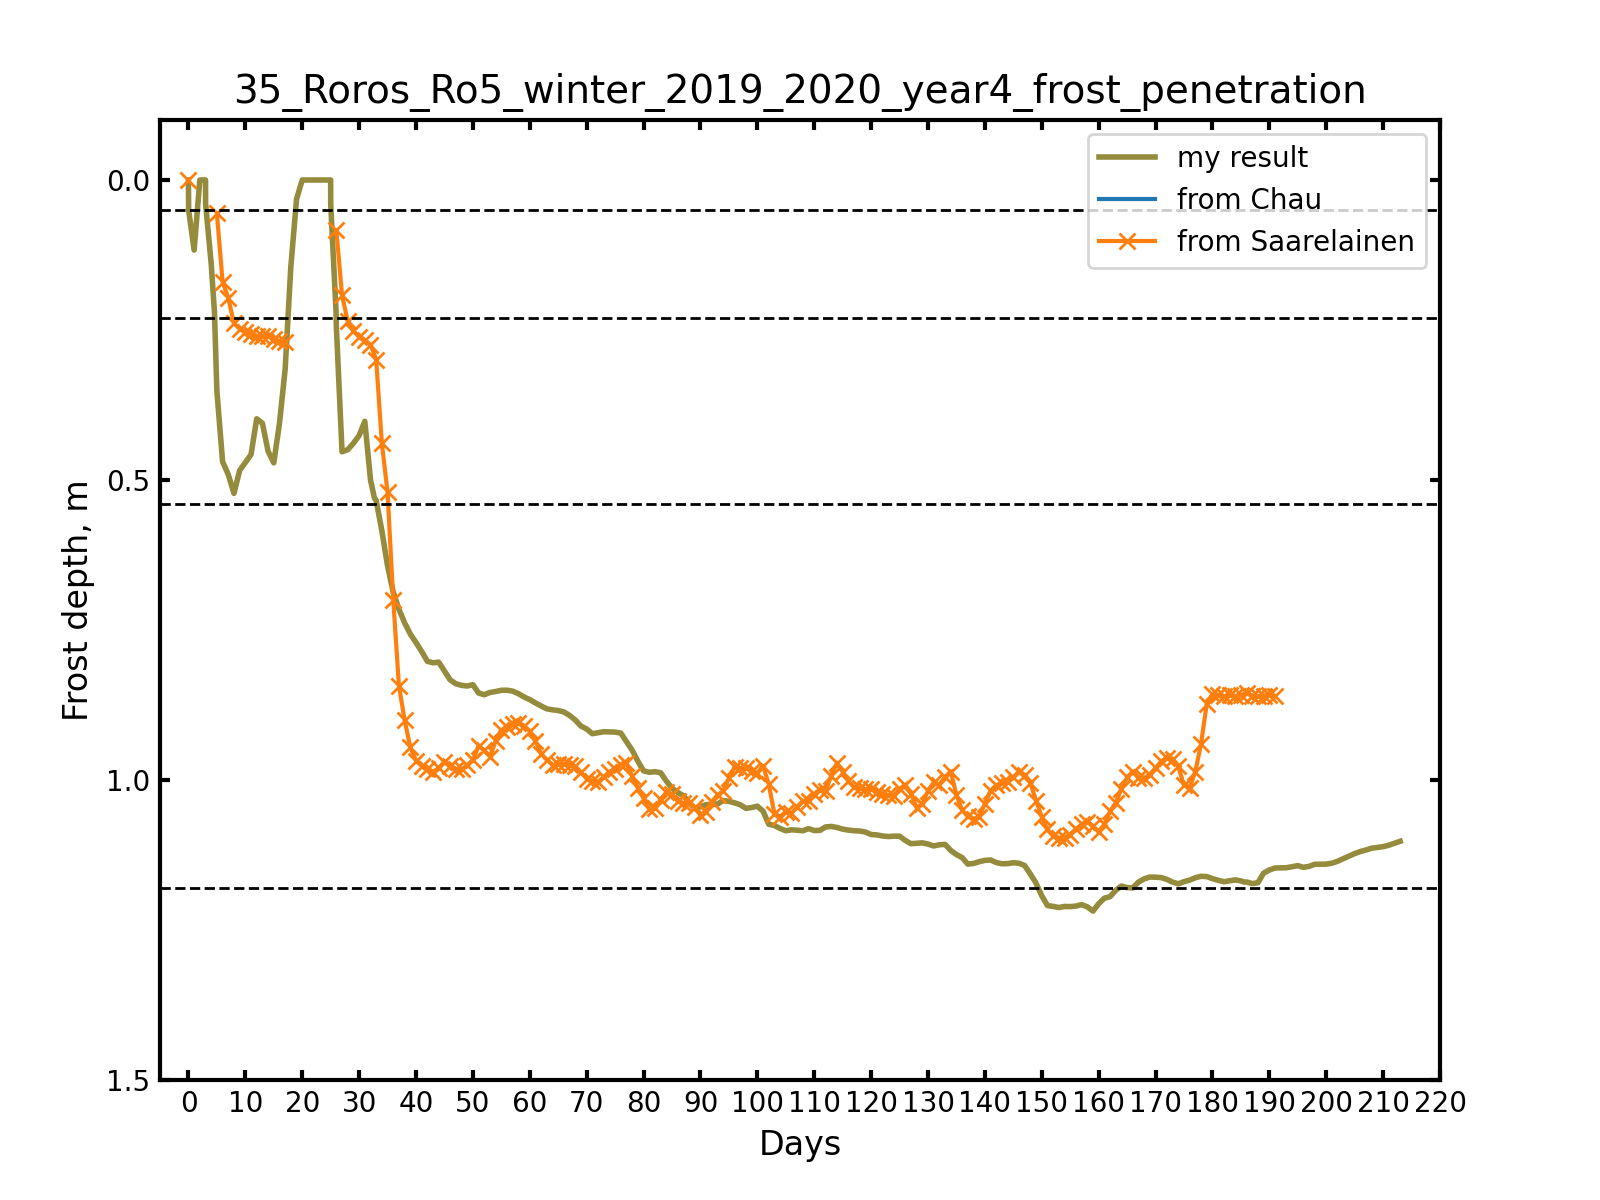 35_Roros_Ro5_winter_2019_2020_year4_frost_penetration
my result
from Chau
from Saarelainen
0.0
0.5
1.0
1.5
Frost depth, m
0 10 20 30 40 50 60 70 80 90 100 110 120 130 140 150 160 170 180 190 200 210 220
Days